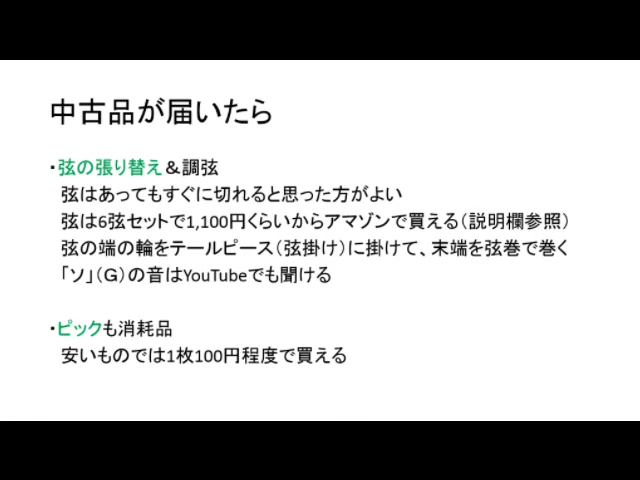 中古品が届いたら
・弦の張り替え&調弦
弦はあってもすぐに切れると思った方がよい
弦は6弦セットで1,100円くらいからアマゾンで買える(説明欄参照)
弦の端の輪をテールピース(弦掛け)に掛けて、末端を弦巻で巻く
「ソ」(G)の音はYouTubeでも聞ける
・ピックも消耗品
安いものでは1枚100円程度で買える